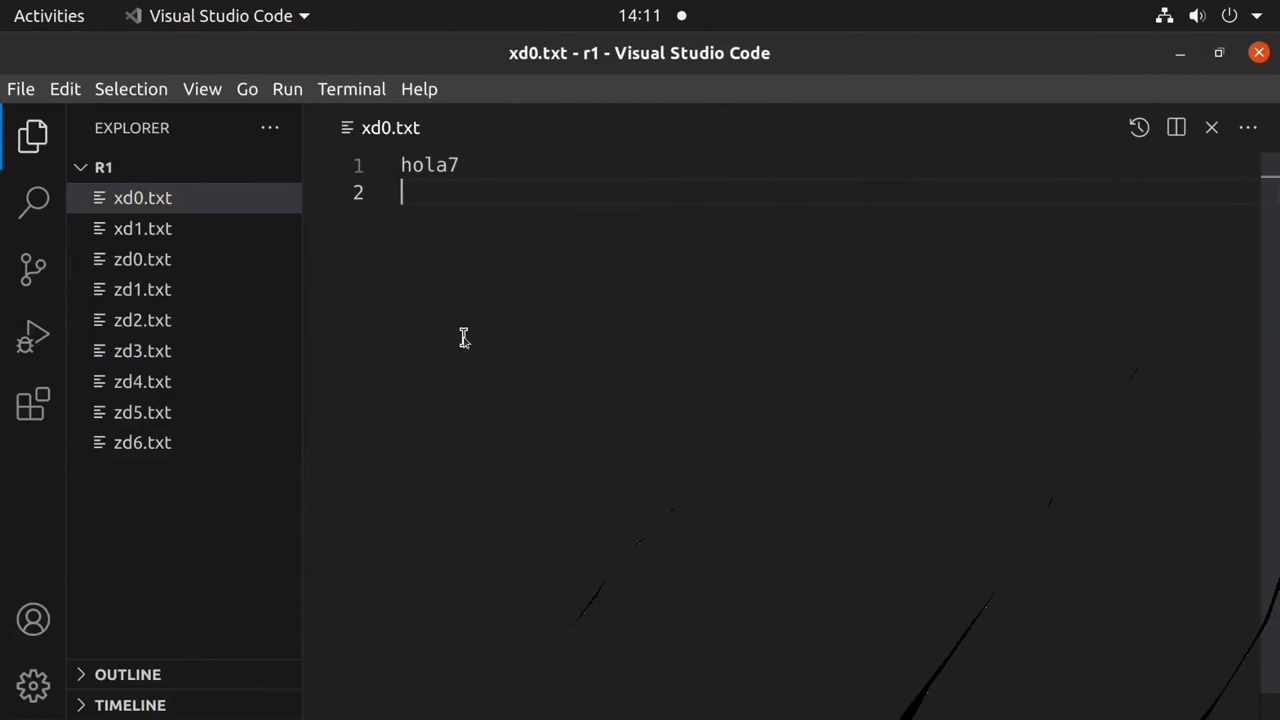 Activities Visual Studio Code 14:11
xd0.txt - r1 - Visual Studio Code
File Edit Selection View Go Run Terminal Help
EXPLORER
R1
xd0.txt
xd1.txt
zd0.txt
zd1.txt
zd2.txt
zd3.txt
zd4.txt
zd5.txt
zd6.txt
OUTLINE
TIMELINE
xd0.txt
1 hola7
2